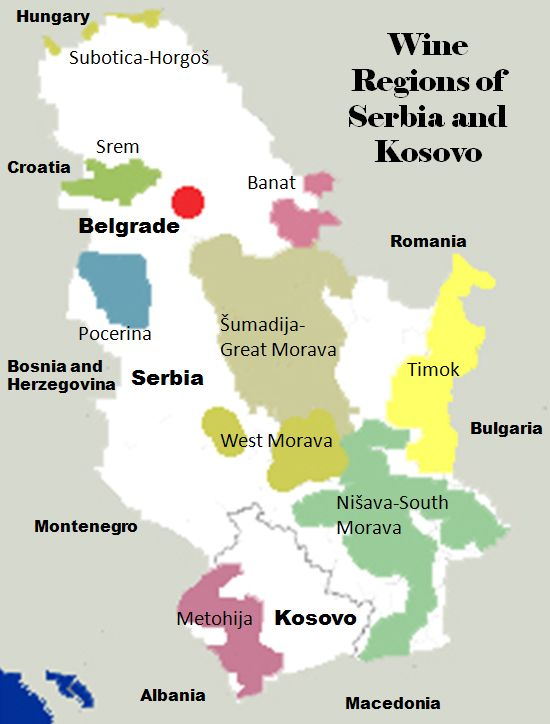 Hungary
Subotica-Horgoš
Wine
Regions of
Serbia and
Kosovo
Srem
Croatia
Banat
Belgrade
Romania
Pocerina
Šumadija-
Great Morava
Bosnia and
Herzegovina
Serbia
Timok
West Morava
Bulgaria
Nišava-South
Morava
Montenegro
Metohija
Kosovo
Albania
Macedonia